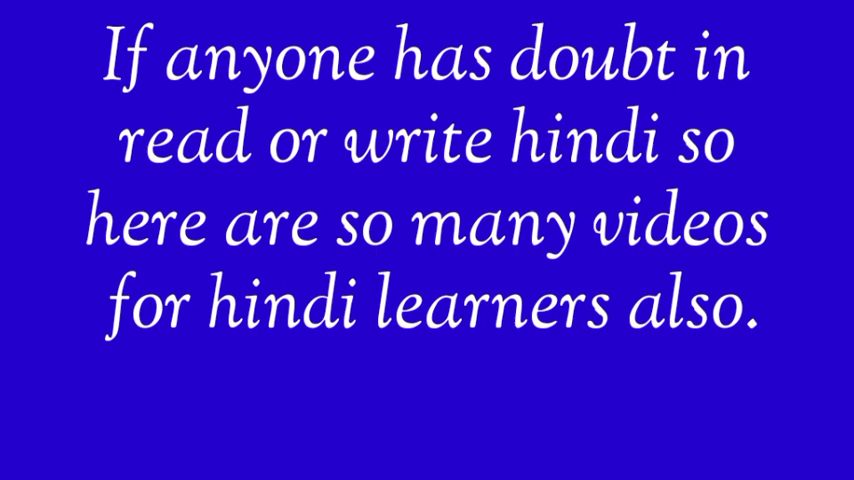 If anyone has doubt in
read or write hindi so
here are so many videos
for hindi learners also.